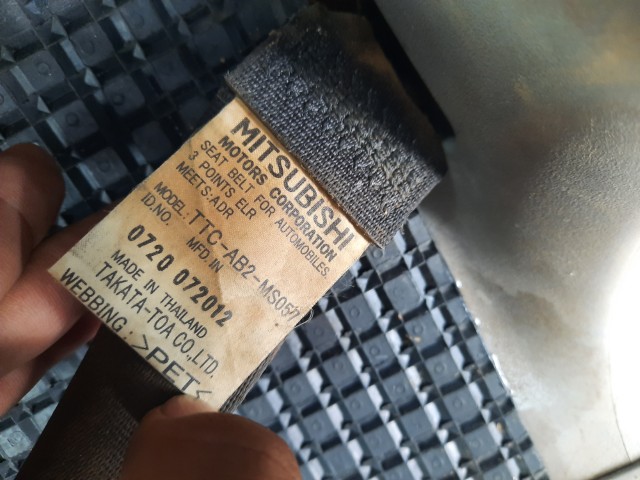 MITSUBISHI
MOTORS CORPORATION
SEAT BELT FOR AUTOMOBILES,
3 POINTS ELR
MEETS:ADR
MODEL: TTC-AB2-MS057
ID.NO. MFD. IN
0720 072012
MADE IN THAILAND
TAKATA-TOA CO., LTD.
WEBBING: >PET<